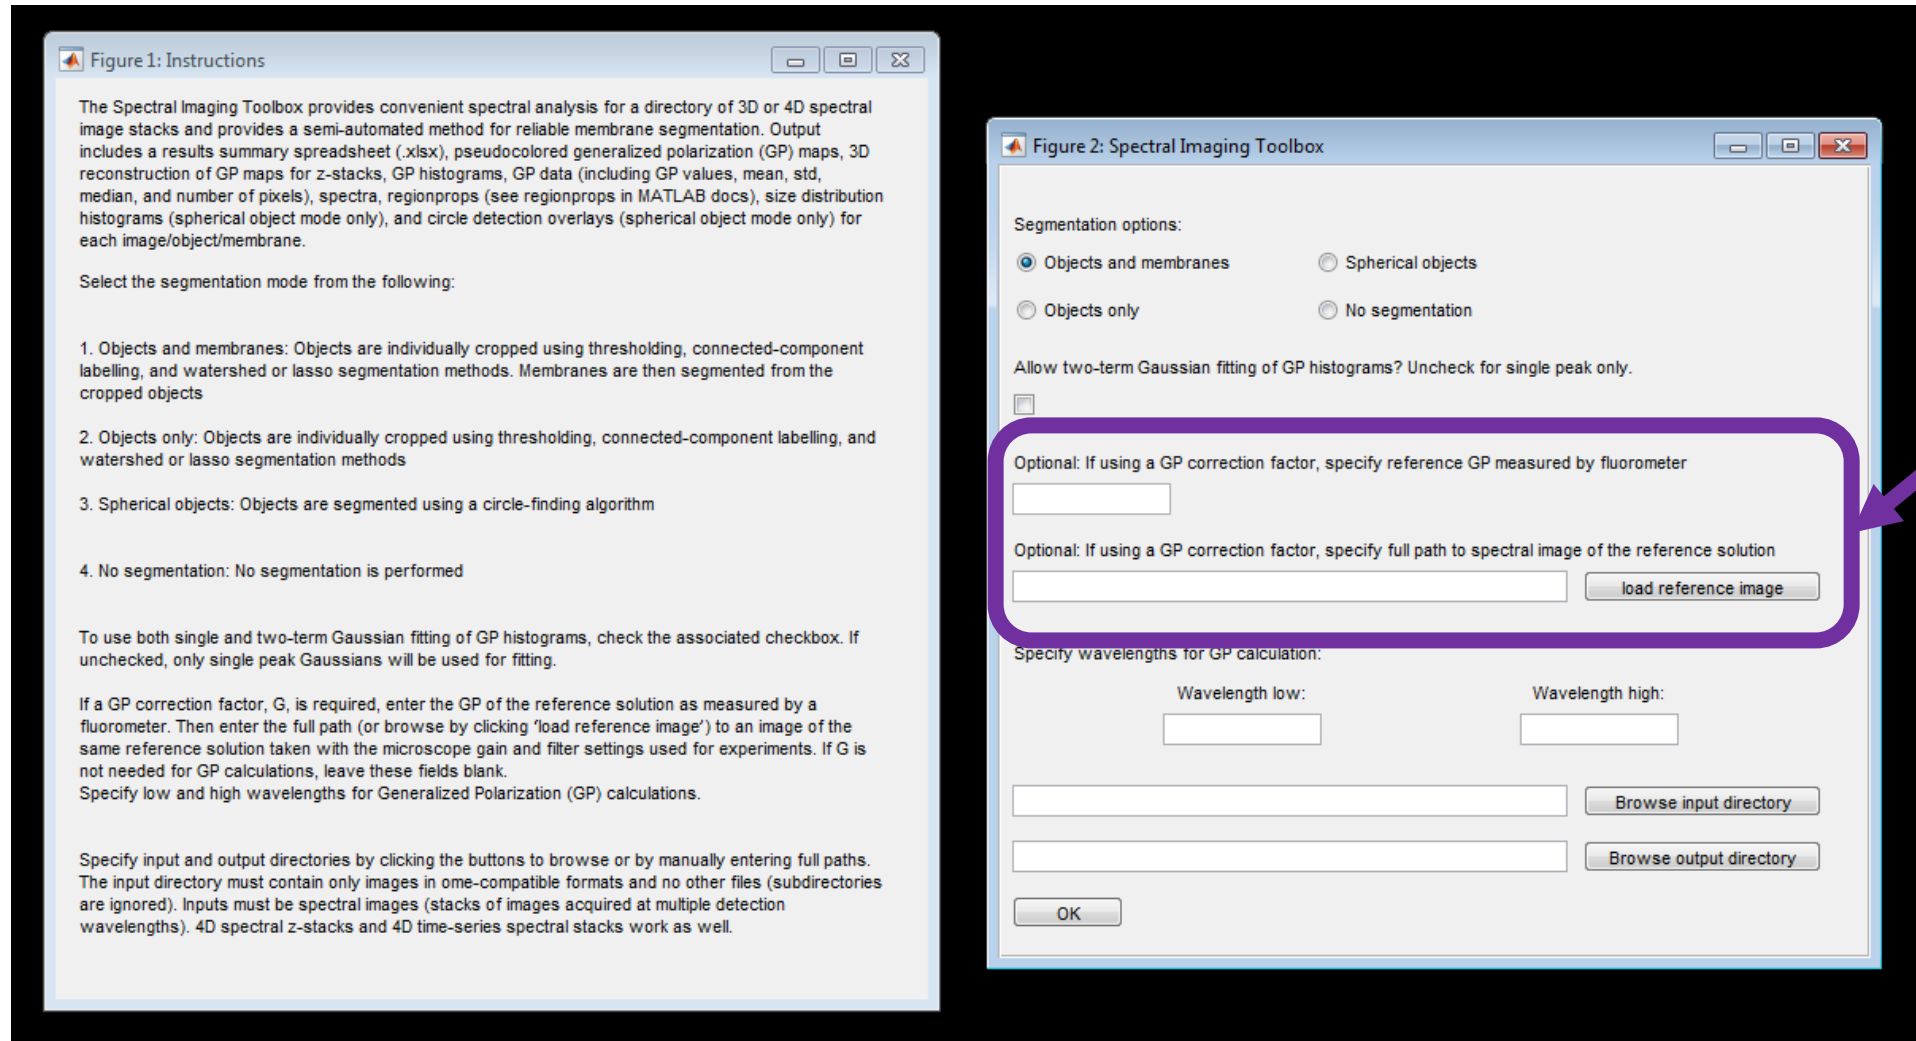 Figure 1: Instructions
The Spectral Imaging Toolbox provides convenient spectral analysis for a directory of 3D or 4D spectral
image stacks and provides a semi-automated method for reliable membrane segmentation. Output
includes a results summary spreadsheet (.xlsx), pseudocolored generalized polarization (GP) maps, 3D
reconstruction of GP maps for z-stacks, GP histograms, GP data (including GP values, mean, std,
median, and number of pixels), spectra, regionprops (see regionprops in MATLAB docs), size distribution
histograms (spherical object mode only), and circle detection overlays (spherical object mode only) for
each image/object/membrane.
Select the segmentation mode from the following:
1. Objects and membranes: Objects are individually cropped using thresholding, connected-component
labelling, and watershed or lasso segmentation methods. Membranes are then segmented from the
cropped objects
2. Objects only: Objects are individually cropped using thresholding, connected-component labelling, and
watershed or lasso segmentation methods
3. Spherical objects: Objects are segmented using a circle-finding algorithm
4. No segmentation: No segmentation is performed
To use both single and two-term Gaussian fitting of GP histograms, check the associated checkbox. If
unchecked, only single peak Gaussians will be used for fitting.
If a GP correction factor, G, is required, enter the GP of the reference solution as measured by a
fluorometer. Then enter the full path (or browse by clicking 'load reference image') to an image of the
same reference solution taken with the microscope gain and filter settings used for experiments. If G is
not needed for GP calculations, leave these fields blank.
Specify low and high wavelengths for Generalized Polarization (GP) calculations.
Specify input and output directories by clicking the buttons to browse or by manually entering full paths.
The input directory must contain only images in ome-compatible formats and no other files (subdirectories
are ignored). Inputs must be spectral images (stacks of images acquired at multiple detection
wavelengths). 4D spectral z-stacks and 4D time-series spectral stacks work as well.
Figure 2: Spectral Imaging Toolbox
Segmentation options:
Objects and membranes
Spherical objects
Objects only
No segmentation
Allow two-term Gaussian fitting of GP histograms? Uncheck for single peak only.
Optional: If using a GP correction factor, specify reference GP measured by fluorometer
Optional: If using a GP correction factor, specify full path to spectral image of the reference solution
load reference image
Specify wavelengths for GP calculation:
Wavelength low:
Wavelength high:
Browse input directory
Browse output directory
OK